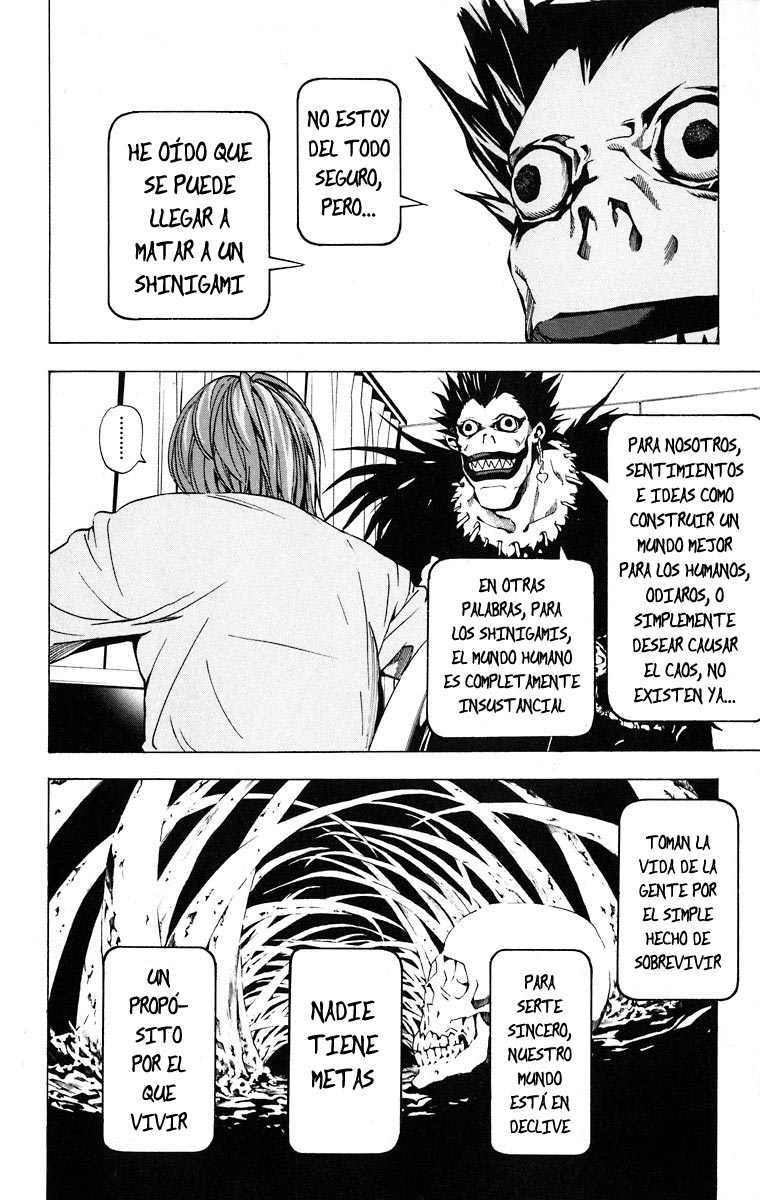 NO ESTOY
DEL TODO
SEGURO,
PERO...
HE OÍDO QUE
SE PUEDE
LLEGAR A
MATAR A UN
SHINIGAMI
PARA NOSOTROS,
SENTIMIENTOS
E IDEAS COMO
CONSTRUIR UN
MUNDO MEJOR
PARA LOS HUMANOS,
ODIAROS, O
SIMPLEMENTE
DESEAR CAUSAR
EL CAOS, NO
EXISTEN YA...
EN OTRAS
PALABRAS, PARA
LOS SHINIGAMIS,
EL MUNDO HUMANO
ES COMPLETAMENTE
INSUSTANCIAL
........
TOMAN LA
VIDA DE LA
GENTE POR
EL SIMPLE
HECHO DE
SOBREVIVIR
PARA
SERTE
SINCERO,
NUESTRO
MUNDO
ESTÁ EN
DECLIVE
NADIE
TIENE
METAS
UN
PROPÓ-
SITO
POR EL
QUE
VIVIR